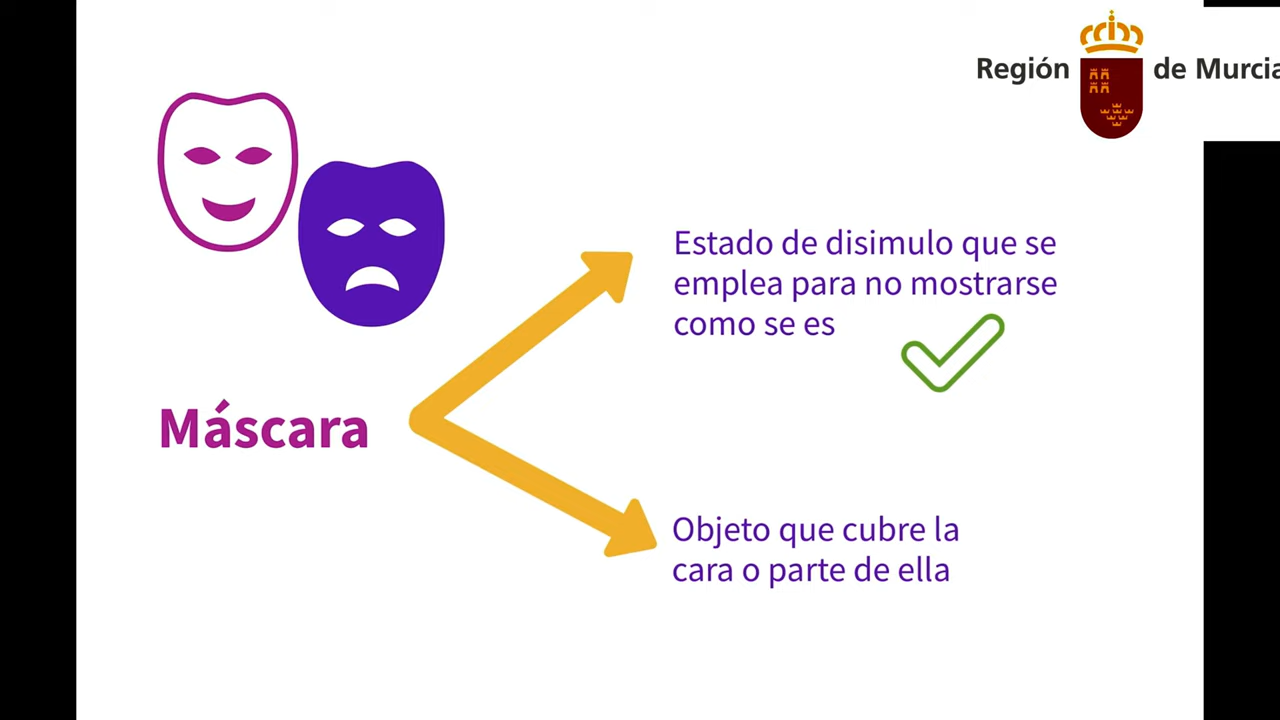 Región de Murcia
Estado de disimulo que se
emplea para no mostrarse
como se es
Máscara
Objeto que cubre la
cara o parte de ella